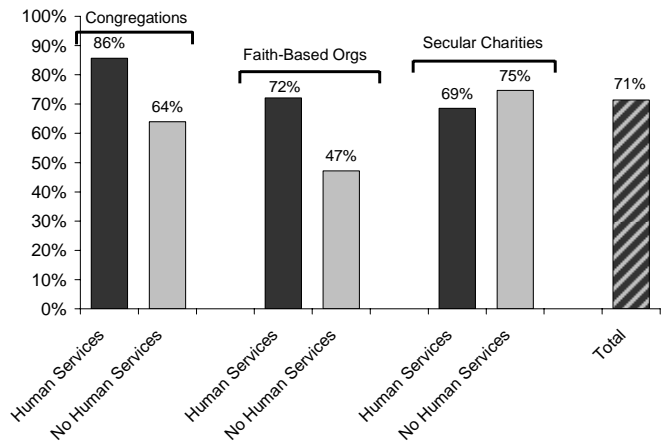 Congregations
Faith-Based Orgs
Secular Charities
100%
90%
80%
70%
60%
50%
40%
30%
20%
10%
0%
86%
64%
72%
47%
69%
75%
71%
Human Services
No Human Services
Human Services
No Human Services
Human Services
No Human Services
Total